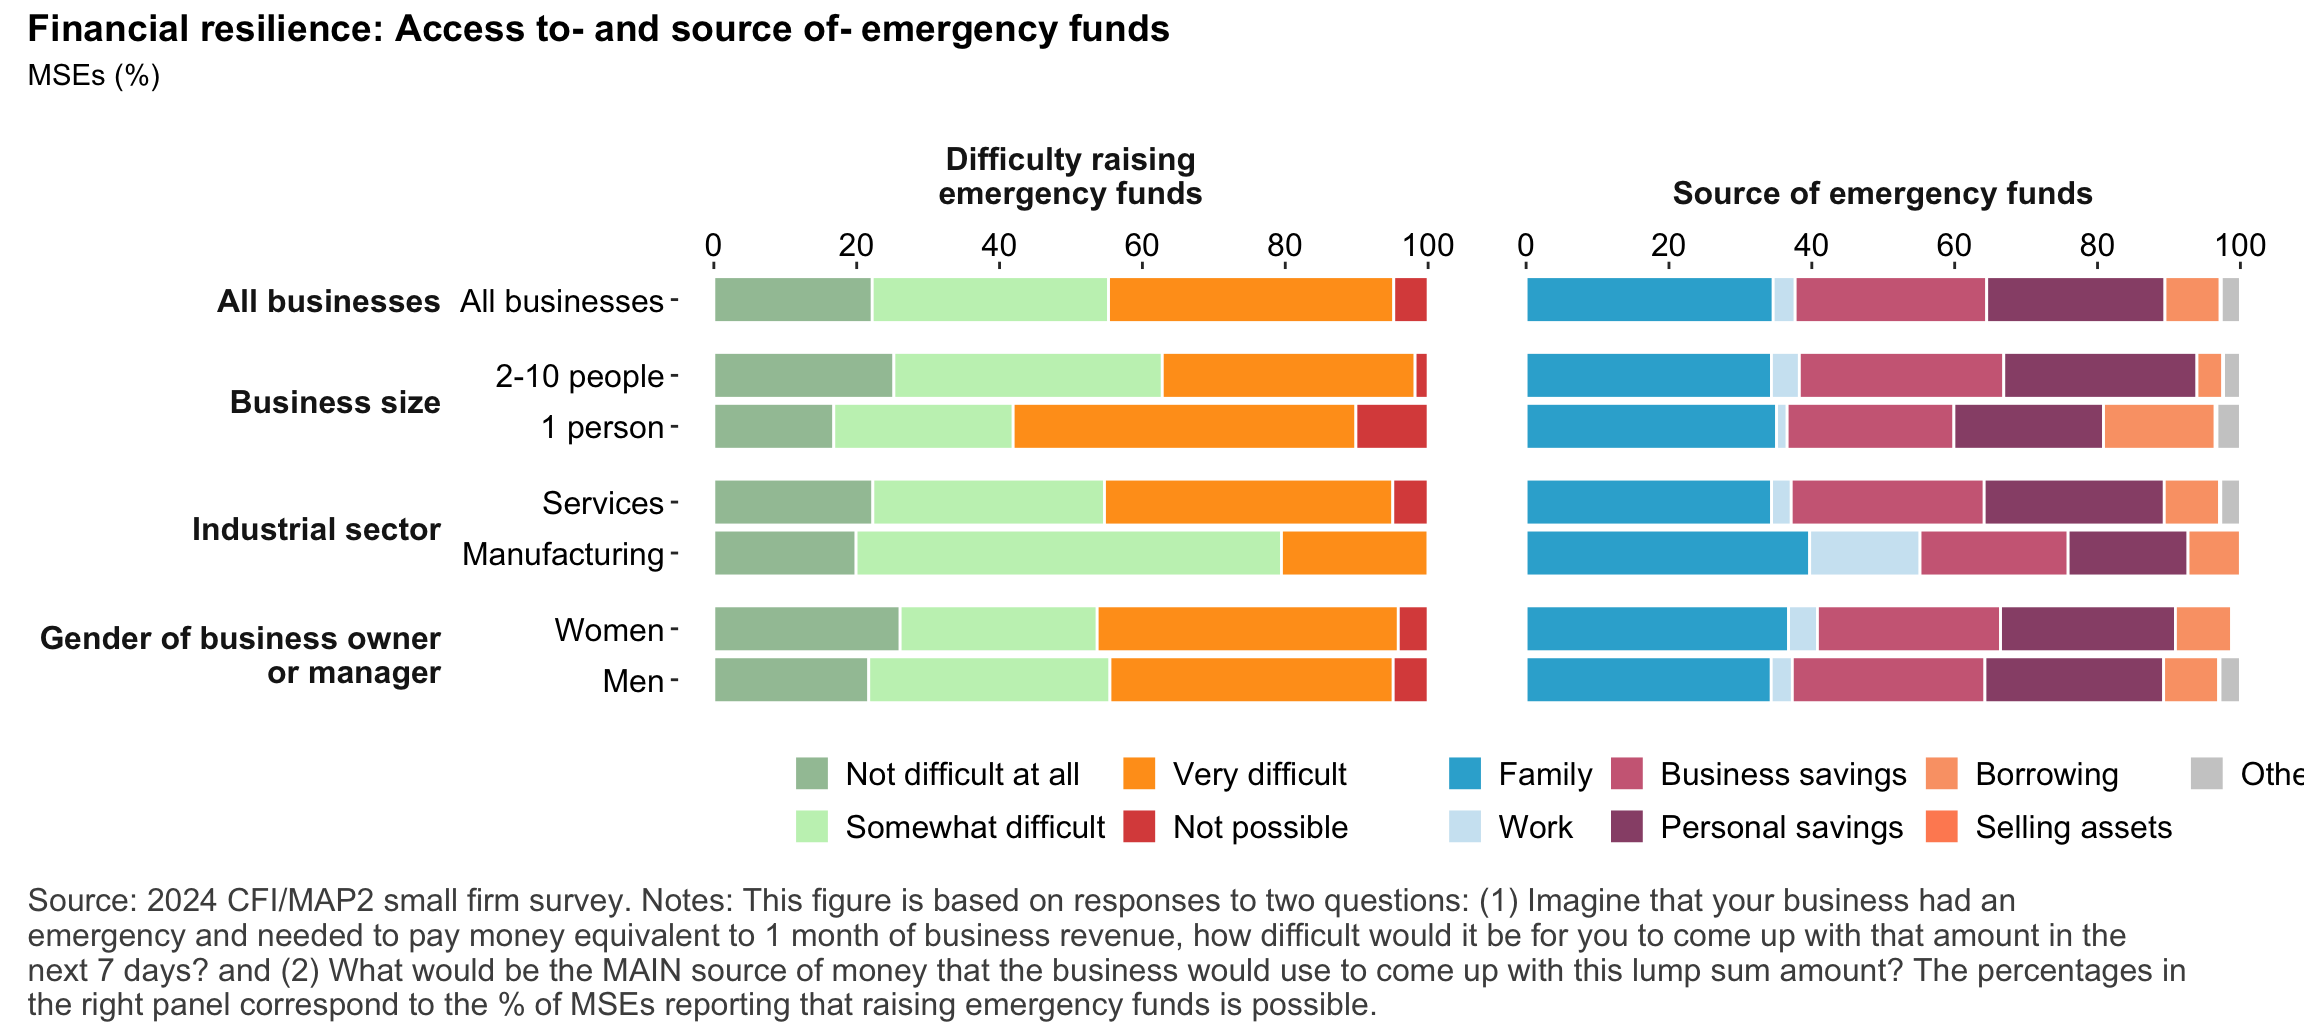 Financial resilience: Access to- and source of- emergency funds
MSEs (%)
Difficulty raising
emergency funds
Source of emergency funds
0 20 40 60 80 100
0 20 40 60 80 100
All businesses
All businesses
Business size
2-10 people
1 person
Industrial sector
Services
Manufacturing
Gender of business owner
or manager
Women
Men
Not difficult at all
Very difficult
Somewhat difficult
Not possible
Family
Business savings
Borrowing
Othe
Work
Personal savings
Selling assets
Source: 2024 CFI/MAP2 small firm survey. Notes: This figure is based on responses to two questions: (1) Imagine that your business had an
emergency and needed to pay money equivalent to 1 month of business revenue, how difficult would it be for you to come up with that amount in the
next 7 days? and (2) What would be the MAIN source of money that the business would use to come up with this lump sum amount? The percentages in
the right panel correspond to the % of MSEs reporting that raising emergency funds is possible.